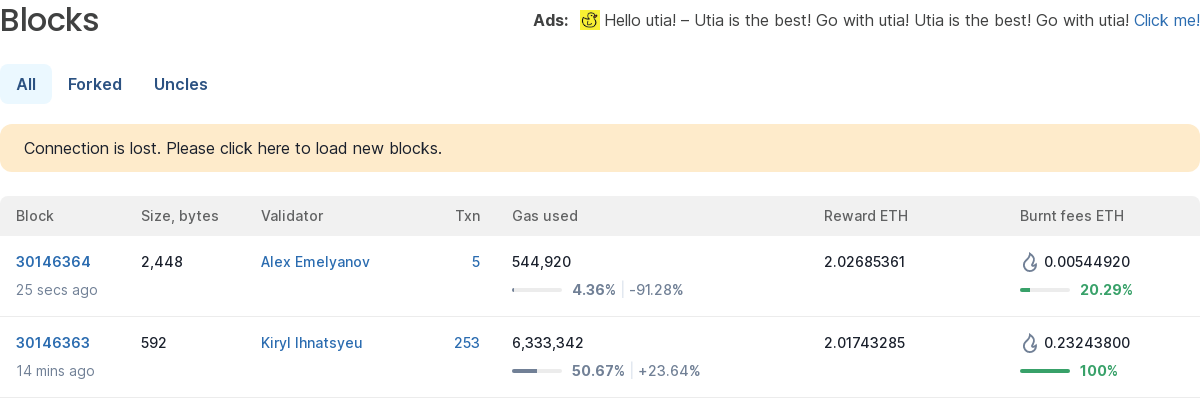 Blocks
Ads: Hello utia! – Utia is the best! Go with utia! Utia is the best! Go with utia! Click me!
All Forked Uncles
Connection is lost. Please click here to load new blocks.
Block Size, bytes Validator Txn Gas used Reward ETH Burnt fees ETH
30146364 2,448 Alex Emelyanov 5 544,920 2.02685361 0.00544920
25 secs ago 4.36% -91.28% 20.29%
30146363 592 Kiryl Ihnatsyeu 253 6,333,342 2.01743285 0.23243800
14 mins ago 50.67% +23.64% 100%